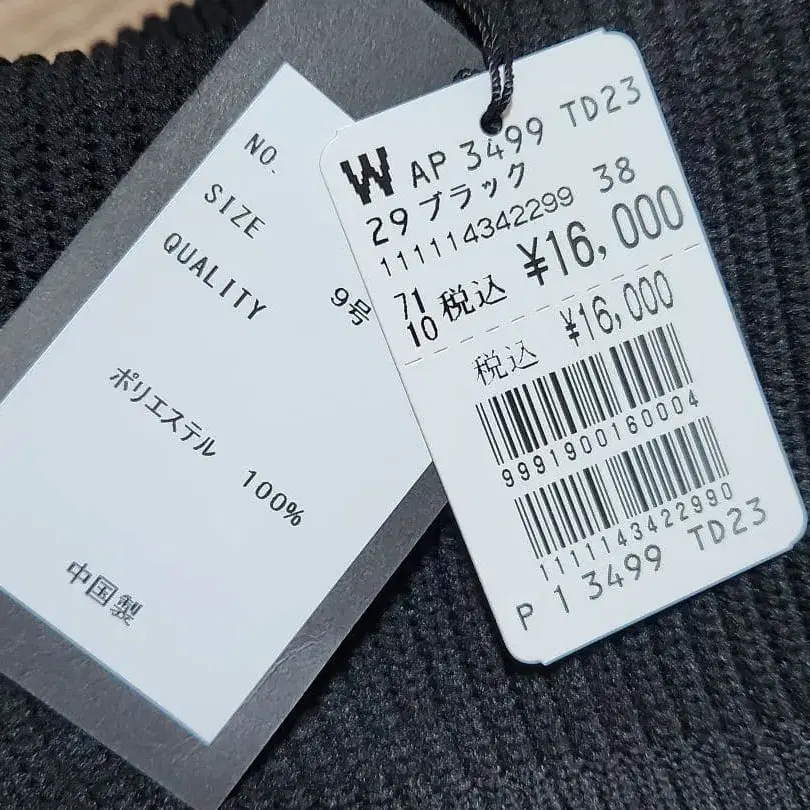 NO.
SIZE
9号
QUALITY
ポリエステル 100%
中国製
W AP 3499 TD23
29 ブラック 38
111114342299
71
10 税込 ¥16,000
税込 ¥16,000
9991900160004
1111143422990
P 1 3499 TD23